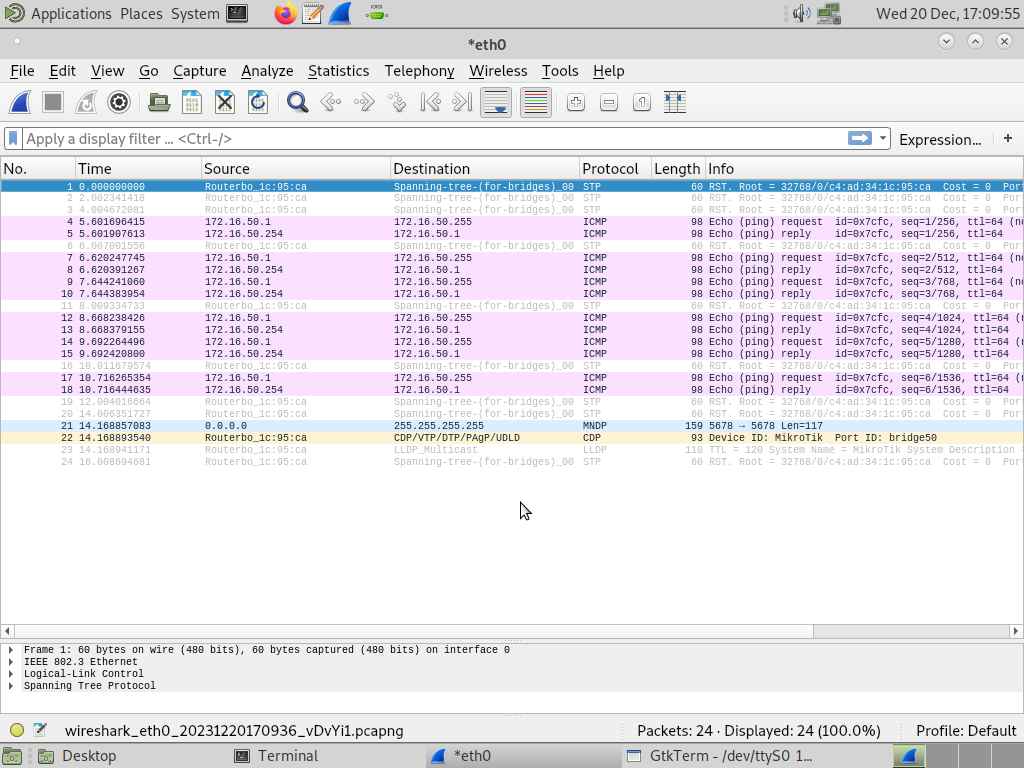 Applications Places System Wed 20 Dec, 17:09:55
*eth0
File Edit View Go Capture Analyze Statistics Telephony Wireless Tools Help
Apply a display filter ... <Ctrl-/> Expression... +
No. Time Source Destination Protocol Length Info
1 0.000000000 Routerbo_1c:95:ca Spanning-tree-(for-bridges)_00 STP 60 RST. Root = 32768/0/c4:ad:34:1c:95:ca Cost = 0 Por
2 2.002341418 Routerbo_1c:95:ca Spanning-tree-(for-bridges)_00 STP 60 RST. Root = 32768/0/c4:ad:34:1c:95:ca Cost = 0 Por
3 4.004672081 Routerbo_1c:95:ca Spanning-tree-(for-bridges)_00 STP 60 RST. Root = 32768/0/c4:ad:34:1c:95:ca Cost = 0 Por
4 5.601696415 172.16.50.1 172.16.50.255 ICMP 98 Echo (ping) request id=0x7cfc, seq=1/256, ttl=64 (no
5 5.601907613 172.16.50.254 172.16.50.1 ICMP 98 Echo (ping) reply id=0x7cfc, seq=1/256, ttl=64
6 6.007001556 Routerbo_1c:95:ca Spanning-tree-(for-bridges)_00 STP 60 RST. Root = 32768/0/c4:ad:34:1c:95:ca Cost = 0 Por
7 6.620247745 172.16.50.1 172.16.50.255 ICMP 98 Echo (ping) request id=0x7cfc, seq=2/512, ttl=64 (no
8 6.620391267 172.16.50.254 172.16.50.1 ICMP 98 Echo (ping) reply id=0x7cfc, seq=2/512, ttl=64
9 7.644241060 172.16.50.1 172.16.50.255 ICMP 98 Echo (ping) request id=0x7cfc, seq=3/768, ttl=64 (no
10 7.644383954 172.16.50.254 172.16.50.1 ICMP 98 Echo (ping) reply id=0x7cfc, seq=3/768, ttl=64
11 8.009334733 Routerbo_1c:95:ca Spanning-tree-(for-bridges)_00 STP 60 RST. Root = 32768/0/c4:ad:34:1c:95:ca Cost = 0 Por
12 8.668238426 172.16.50.1 172.16.50.255 ICMP 98 Echo (ping) request id=0x7cfc, seq=4/1024, ttl=64 (n
13 8.668379155 172.16.50.254 172.16.50.1 ICMP 98 Echo (ping) reply id=0x7cfc, seq=4/1024, ttl=64
14 9.692264496 172.16.50.1 172.16.50.255 ICMP 98 Echo (ping) request id=0x7cfc, seq=5/1280, ttl=64 (n
15 9.692420800 172.16.50.254 172.16.50.1 ICMP 98 Echo (ping) reply id=0x7cfc, seq=5/1280, ttl=64
16 10.011679574 Routerbo_1c:95:ca Spanning-tree-(for-bridges)_00 STP 60 RST. Root = 32768/0/c4:ad:34:1c:95:ca Cost = 0 Por
17 10.716265354 172.16.50.1 172.16.50.255 ICMP 98 Echo (ping) request id=0x7cfc, seq=6/1536, ttl=64 (n
18 10.716444635 172.16.50.254 172.16.50.1 ICMP 98 Echo (ping) reply id=0x7cfc, seq=6/1536, ttl=64
19 12.004016664 Routerbo_1c:95:ca Spanning-tree-(for-bridges)_00 STP 60 RST. Root = 32768/0/c4:ad:34:1c:95:ca Cost = 0 Por
20 14.006351727 Routerbo_1c:95:ca Spanning-tree-(for-bridges)_00 STP 60 RST. Root = 32768/0/c4:ad:34:1c:95:ca Cost = 0 Por
21 14.168857083 0.0.0.0 255.255.255.255 MNDP 159 5678 → 5678 Len=117
22 14.168893540 Routerbo_1c:95:ca CDP/VTP/DTP/PAgP/UDLD CDP 93 Device ID: MikroTik Port ID: bridge50
23 14.168941171 Routerbo_1c:95:ca LLDP_Multicast LLDP 110 TTL = 120 System Name = MikroTik System Description =
24 16.008694681 Routerbo_1c:95:ca Spanning-tree-(for-bridges)_00 STP 60 RST. Root = 32768/0/c4:ad:34:1c:95:ca Cost = 0 Por
Frame 1: 60 bytes on wire (480 bits), 60 bytes captured (480 bits) on interface 0
IEEE 802.3 Ethernet
Logical-Link Control
Spanning Tree Protocol
wireshark_eth0_20231220170936_vDvYi1.pcapng Packets: 24 · Displayed: 24 (100.0%) Profile: Default
Desktop Terminal *eth0 GtkTerm - /dev/ttyS0 1...